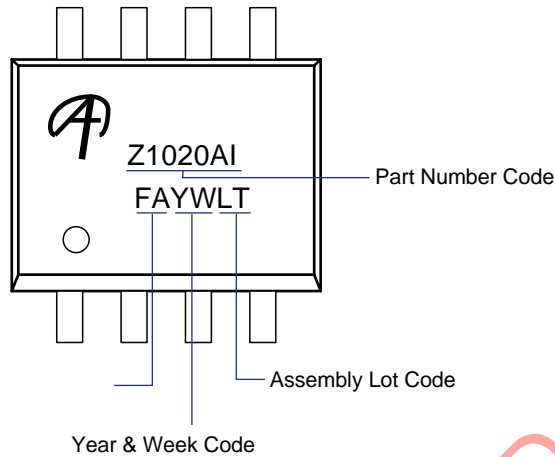 Z1020AI
Part Number Code
FAYWLT
Assembly Lot Code
Year & Week Code